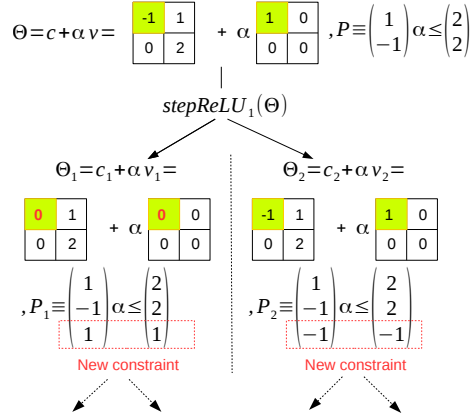 Θ=c+α v= -1 1 0 2 + α 1 0 0 0 , P≡(1 -1) α≤(2 2)
stepReLU₁(Θ)
Θ₁=c₁+α v₁=
0 1 0 2 + α 0 0 0 0
, P₁≡(1 -1 1) α≤(2 2 1)
New constraint
Θ₂=c₂+α v₂=
-1 1 0 2 + α 1 0 0 0
, P₂≡(1 -1 -1) α≤(2 2 -1)
New constraint